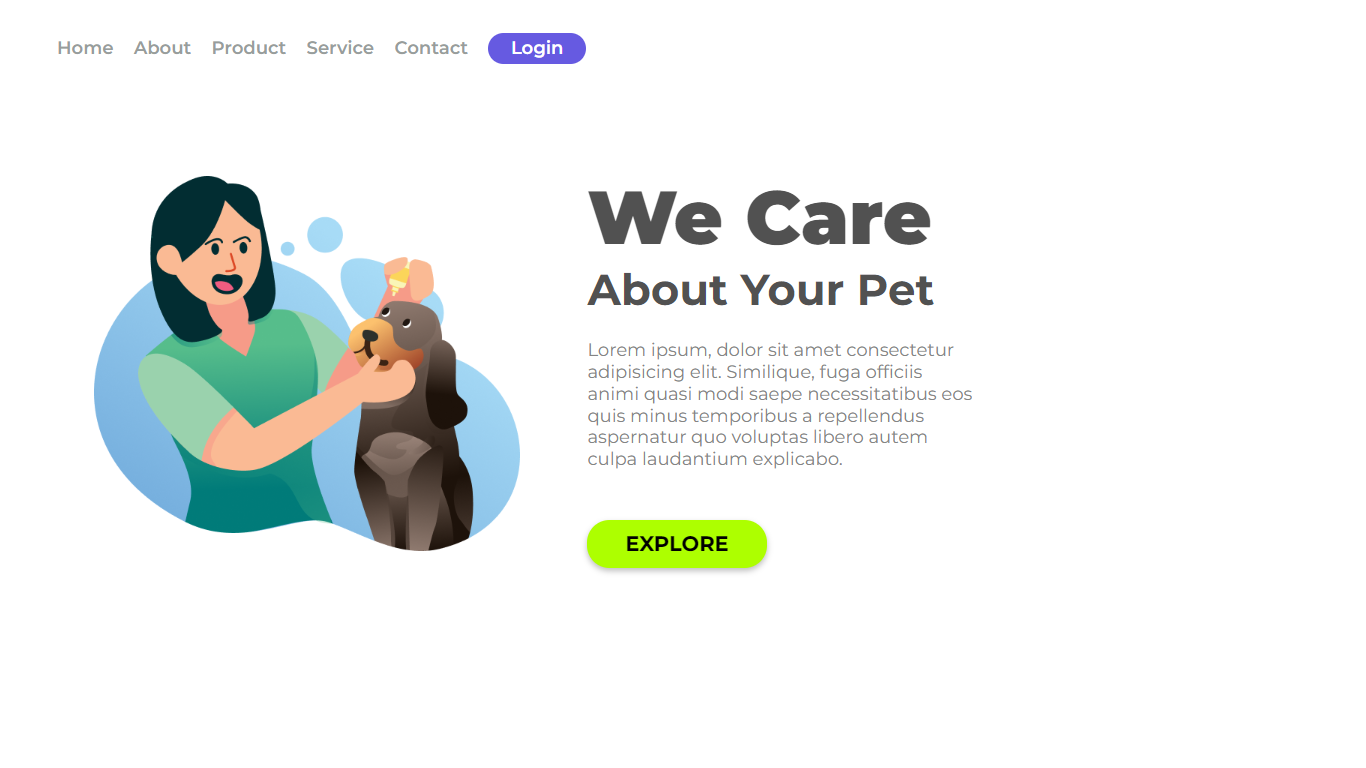 Home About Product Service Contact Login
We Care
About Your Pet
Lorem ipsum, dolor sit amet consectetur
adipisicing elit. Similique, fuga officiis
animi quasi modi saepe necessitatibus eos
quis minus temporibus a repellendus
aspernatur quo voluptas libero autem
culpa laudantium explicabo.
EXPLORE